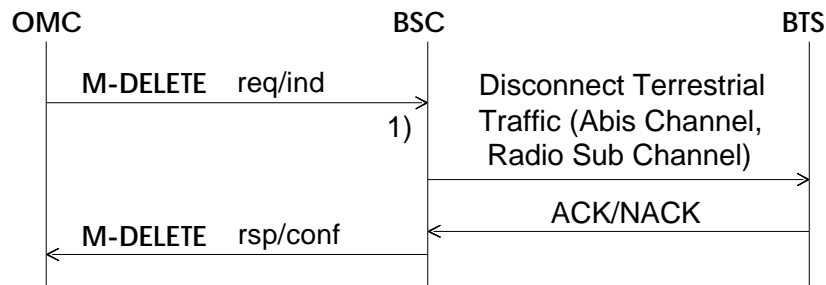 OMC BSC BTS
M-DELETE req/ind
1)
Disconnect Terrestrial
Traffic (Abis Channel,
Radio Sub Channel)
ACK/NACK
M-DELETE rsp/conf